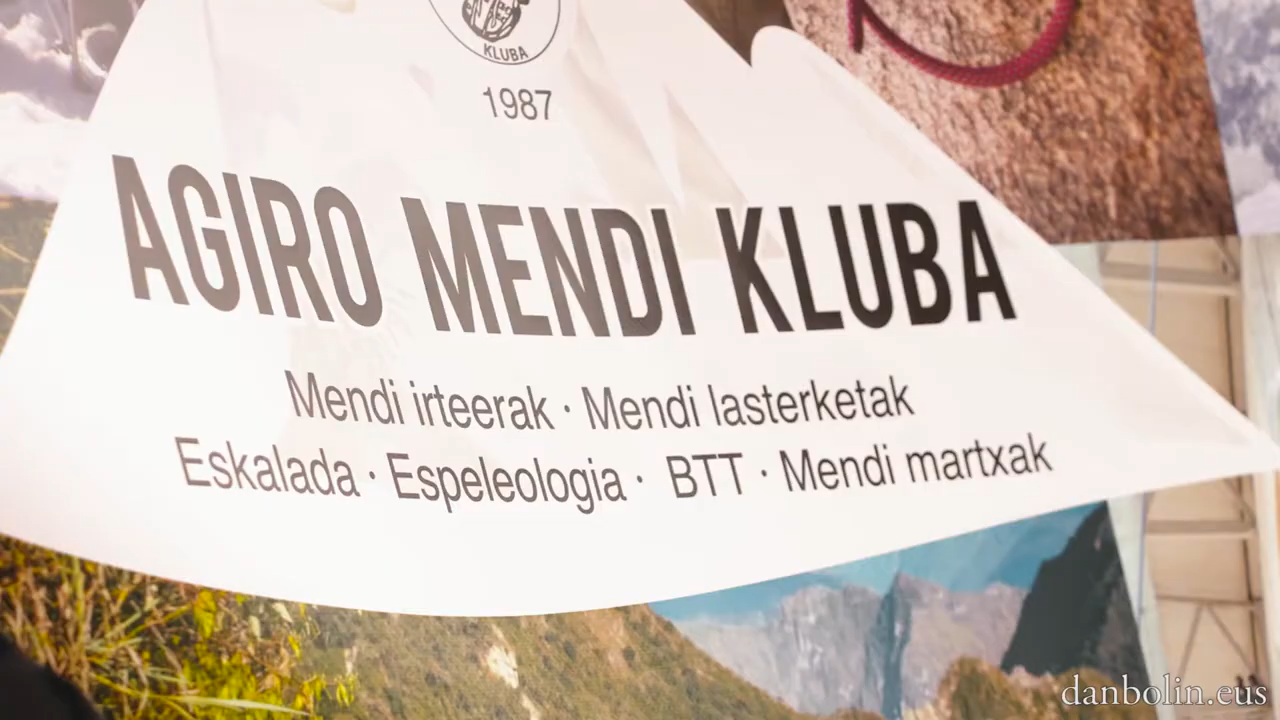 KLUBA
1987
AGIRO MENDI KLUBA
Mendi irteerak · Mendi lasterketak
Eskalada · Espeleologia · BTT · Mendi martxak
danbolin.eus